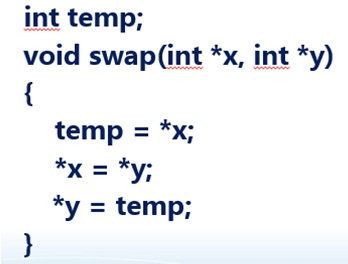 int temp;
void swap(int *x, int *y)
{
temp = *x;
*x = *y;
*y = temp;
}